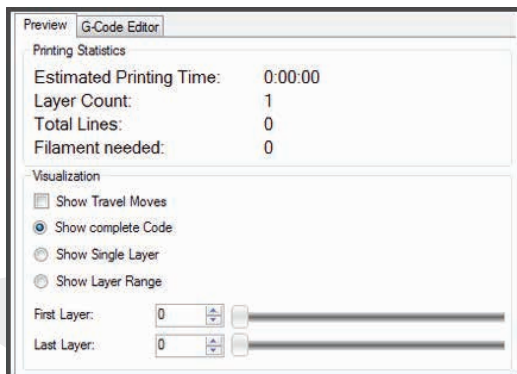 Preview G-Code Editor
Printing Statistics
Estimated Printing Time: 0:00:00
Layer Count: 1
Total Lines: 0
Filament needed: 0
Visualization
Show Travel Moves
Show complete Code
Show Single Layer
Show Layer Range
First Layer: 0
Last Layer: 0